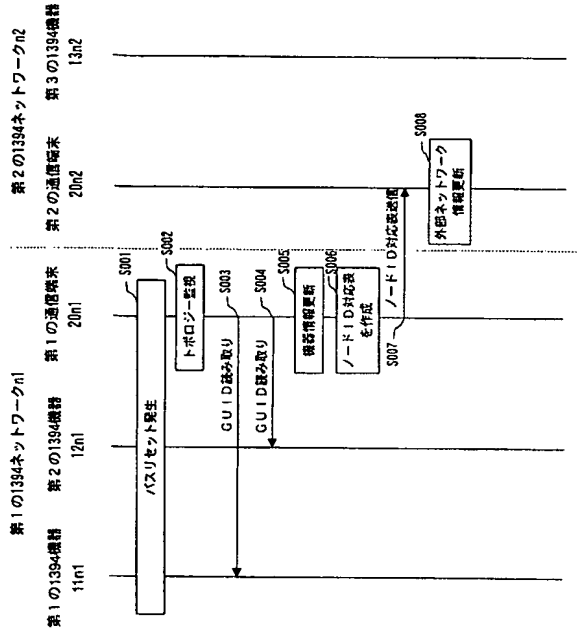 第1の1394ネットワークn1
第2の1394ネットワークn2
第1の1394機器
11n1
第2の1394機器
12n1
第1の通信端末
20n1
第2の通信端末
20n2
第3の1394機器
13n2
バスリセット発生
S001
トポロジー監視
S002
GUID読み取り
S003
GUID読み取り
S004
機器情報更新
S005
ノードID対応表
を作成
S006
S007
ノードID対応表送信
外部ネットワーク
情報更新
S008